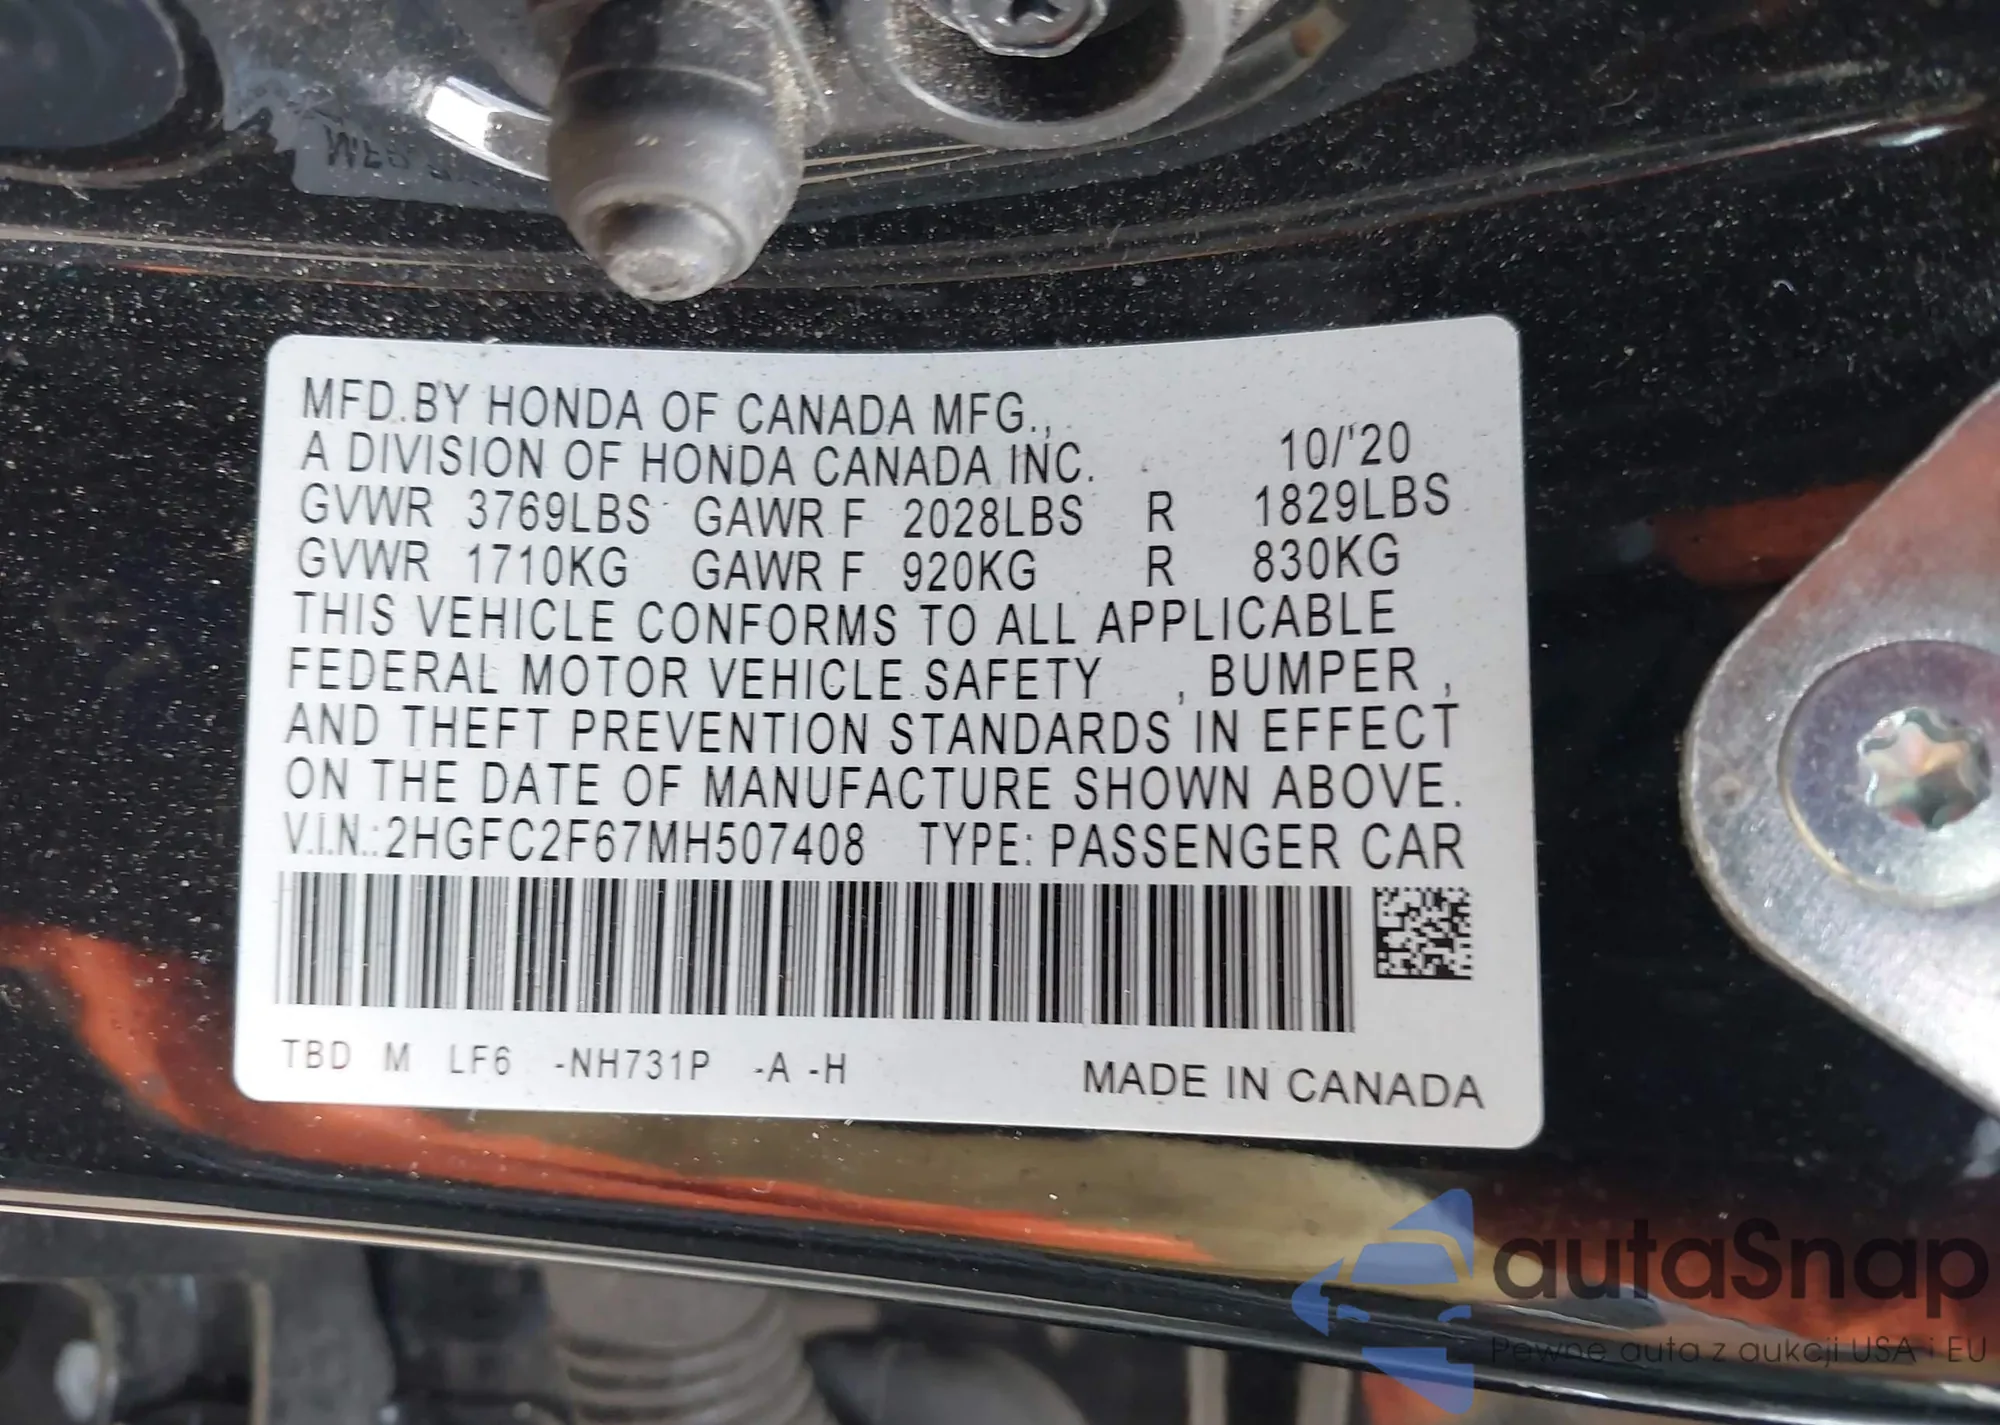 MFD.BY HONDA OF CANADA MFG.,
A DIVISION OF HONDA CANADA INC. 10/'20
GVWR 3769LBS GAWR F 2028LBS R 1829LBS
GVWR 1710KG GAWR F 920KG R 830KG
THIS VEHICLE CONFORMS TO ALL APPLICABLE
FEDERAL MOTOR VEHICLE SAFETY , BUMPER ,
AND THEFT PREVENTION STANDARDS IN EFFECT
ON THE DATE OF MANUFACTURE SHOWN ABOVE.
V.I.N.:2HGFC2F67MH507408 TYPE: PASSENGER CAR
TBD M LF6 -NH731P -A -H MADE IN CANADA
autaSnap
Pewne auta z aukcji USA i EU